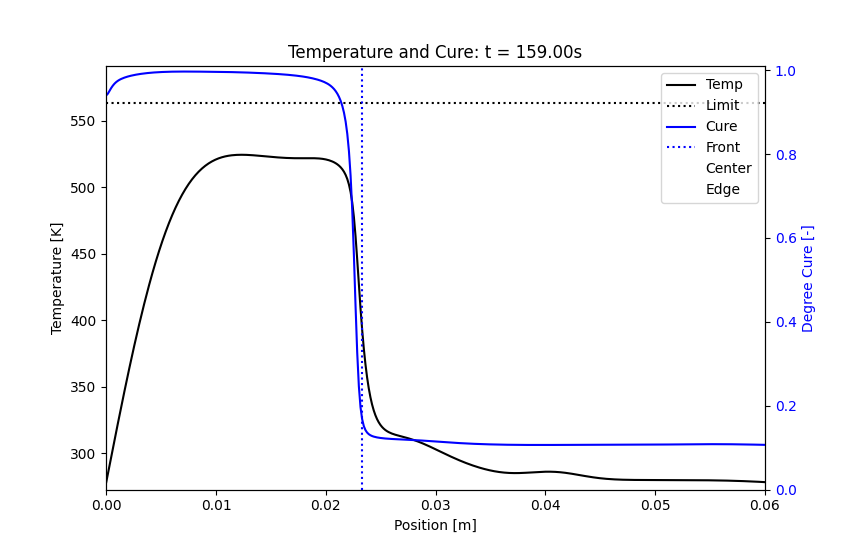 Temperature and Cure: t = 159.00s
Temp
Limit
Cure
Front
Center
Edge
550
500
450
400
350
300
Temperature [K]
1.0
0.8
0.6
0.4
0.2
0.0
Degree Cure [-]
0.00 0.01 0.02 0.03 0.04 0.05 0.06
Position [m]